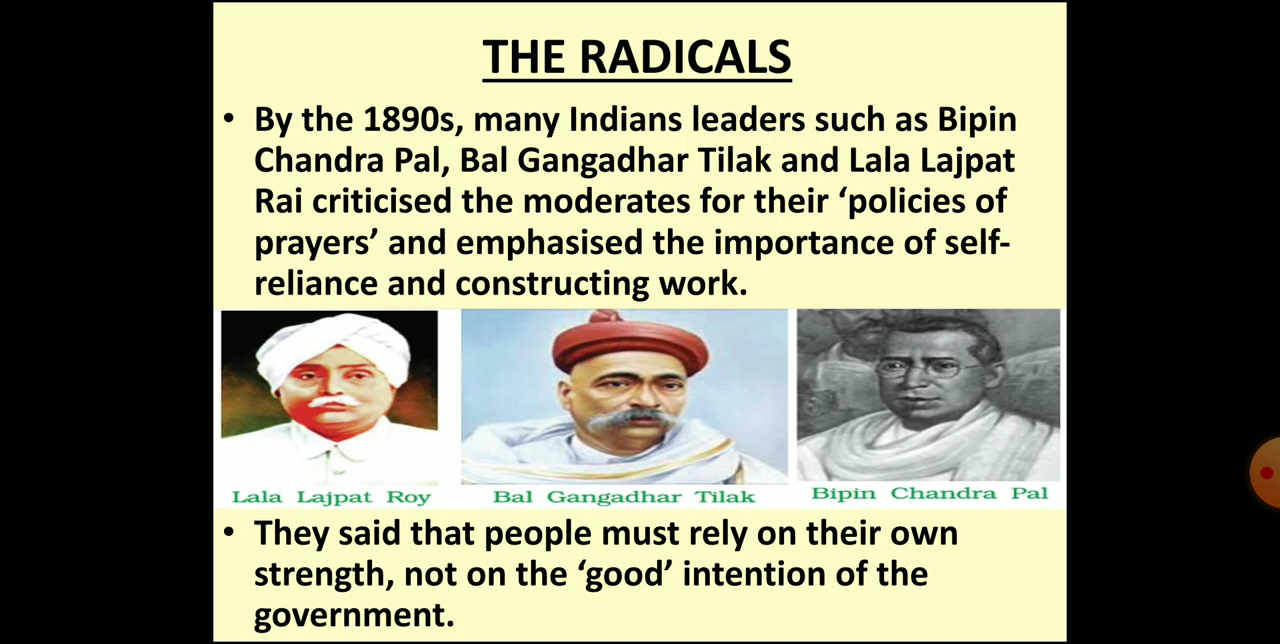 THE RADICALS
• By the 1890s, many Indians leaders such as Bipin
Chandra Pal, Bal Gangadhar Tilak and Lala Lajpat
Rai criticised the moderates for their ‘policies of
prayers’ and emphasised the importance of self-
reliance and constructing work.
Lala Lajpat Roy
Bal Gangadhar Tilak
Bipin Chandra Pal
• They said that people must rely on their own
strength, not on the ‘good’ intention of the
government.